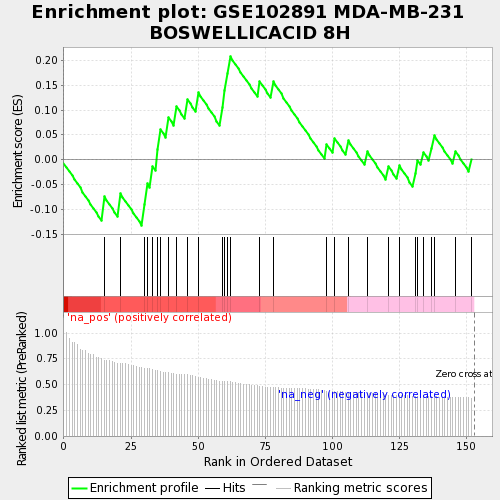 Enrichment plot: GSE102891 MDA-MB-231
BOSWELLICACID 8H
Enrichment score (ES)
0.20
0.15
0.10
0.05
0.00
-0.05
-0.10
-0.15
'na_pos' (positively correlated)
Ranked list metric (PreRanked)
1.00
0.75
0.50
0.25
0.00
Zero cross at
'na_neg' (negatively correlated)
0 25 50 75 100 125 150
Rank in Ordered Dataset
Enrichment profile Hits Ranking metric scores